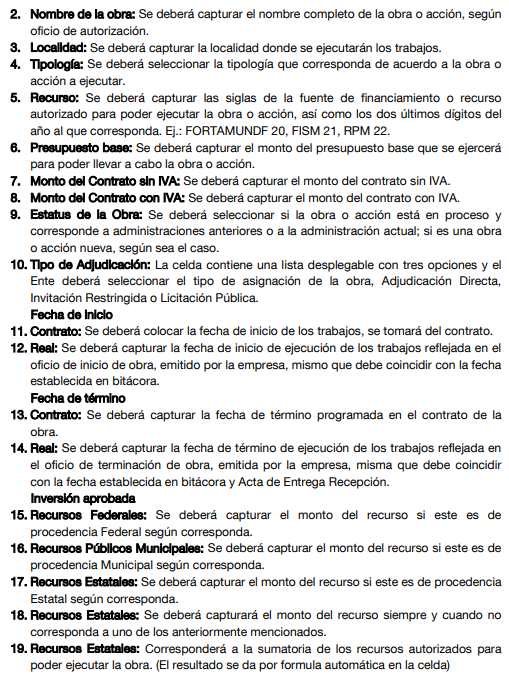 2. Nombre de la obra: Se deberá capturar el nombre completo de la obra o acción, según
oficio de autorización.
3. Localidad: Se deberá capturar la localidad donde se ejecutarán los trabajos.
4. Tipología: Se deberá seleccionar la tipología que corresponda de acuerdo a la obra o
acción a ejecutar.
5. Recurso: Se deberá capturar las siglas de la fuente de financiamiento o recurso
autorizado para poder ejecutar la obra o acción, así como los dos últimos dígitos del
año al que corresponda. Ej.: FORTAMUNDF 20, FISM 21, RPM 22.
6. Presupuesto base: Se deberá capturar el monto del presupuesto base que se ejercerá
para poder llevar a cabo la obra o acción.
7. Monto del Contrato sin IVA: Se deberá capturar el monto del contrato sin IVA.
8. Monto del Contrato con IVA: Se deberá capturar el monto del contrato con IVA.
9. Estatus de la Obra: Se deberá seleccionar si la obra o acción está en proceso y
corresponde a administraciones anteriores o a la administración actual; si es una obra
o acción nueva, según sea el caso.
10. Tipo de Adjudicación: La celda contiene una lista desplegable con tres opciones y el
Ente deberá seleccionar el tipo de asignación de la obra, Adjudicación Directa,
Invitación Restringida o Licitación Pública.
Fecha de Inicio
11. Contrato: Se deberá colocar la fecha de inicio de los trabajos, se tomará del contrato.
12. Real: Se deberá capturar la fecha de inicio de ejecución de los trabajos reflejada en el
oficio de inicio de obra, emitido por la empresa, mismo que debe coincidir con la fecha
establecida en bitácora.
Fecha de término
13. Contrato: Se deberá capturar la fecha de término programada en el contrato de la
obra.
14. Real: Se deberá capturar la fecha de término de ejecución de los trabajos reflejada en
el oficio de terminación de obra, emitida por la empresa, misma que debe coincidir
con la fecha establecida en bitácora y Acta de Entrega Recepción.
Inversión aprobada
15. Recursos Federales: Se deberá capturar el monto del recurso si este es de
procedencia Federal según corresponda.
16. Recursos Públicos Municipales: Se deberá capturar el monto del recurso si este es de
procedencia Municipal según corresponda.
17. Recursos Estatales: Se deberá capturar el monto del recurso si este es de procedencia
Estatal según corresponda.
18. Recursos Estatales: Se deberá capturará el monto del recurso siempre y cuando no
corresponda a uno de los anteriormente mencionados.
19. Recursos Estatales: Corresponderá a la sumatoria de los recursos autorizados para
poder ejecutar la obra. (El resultado se da por formula automática en la celda)